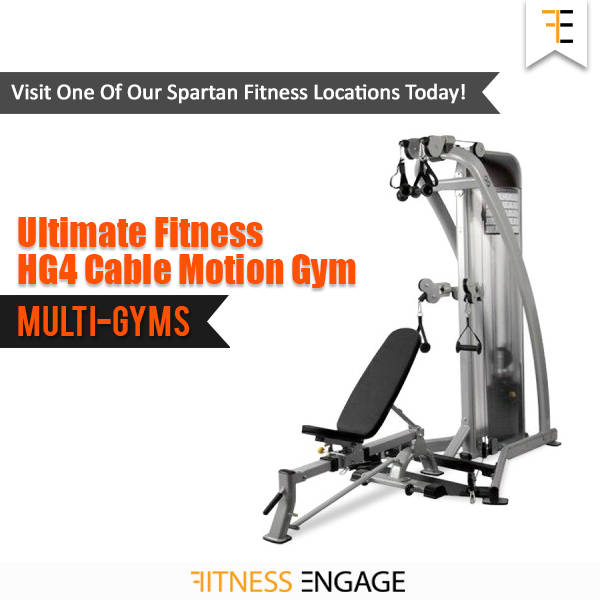 FE
Visit One Of Our Spartan Fitness Locations Today!
Ultimate Fitness
HG4 Cable Motion Gym
MULTI-GYMS
FITNESS ENGAGE